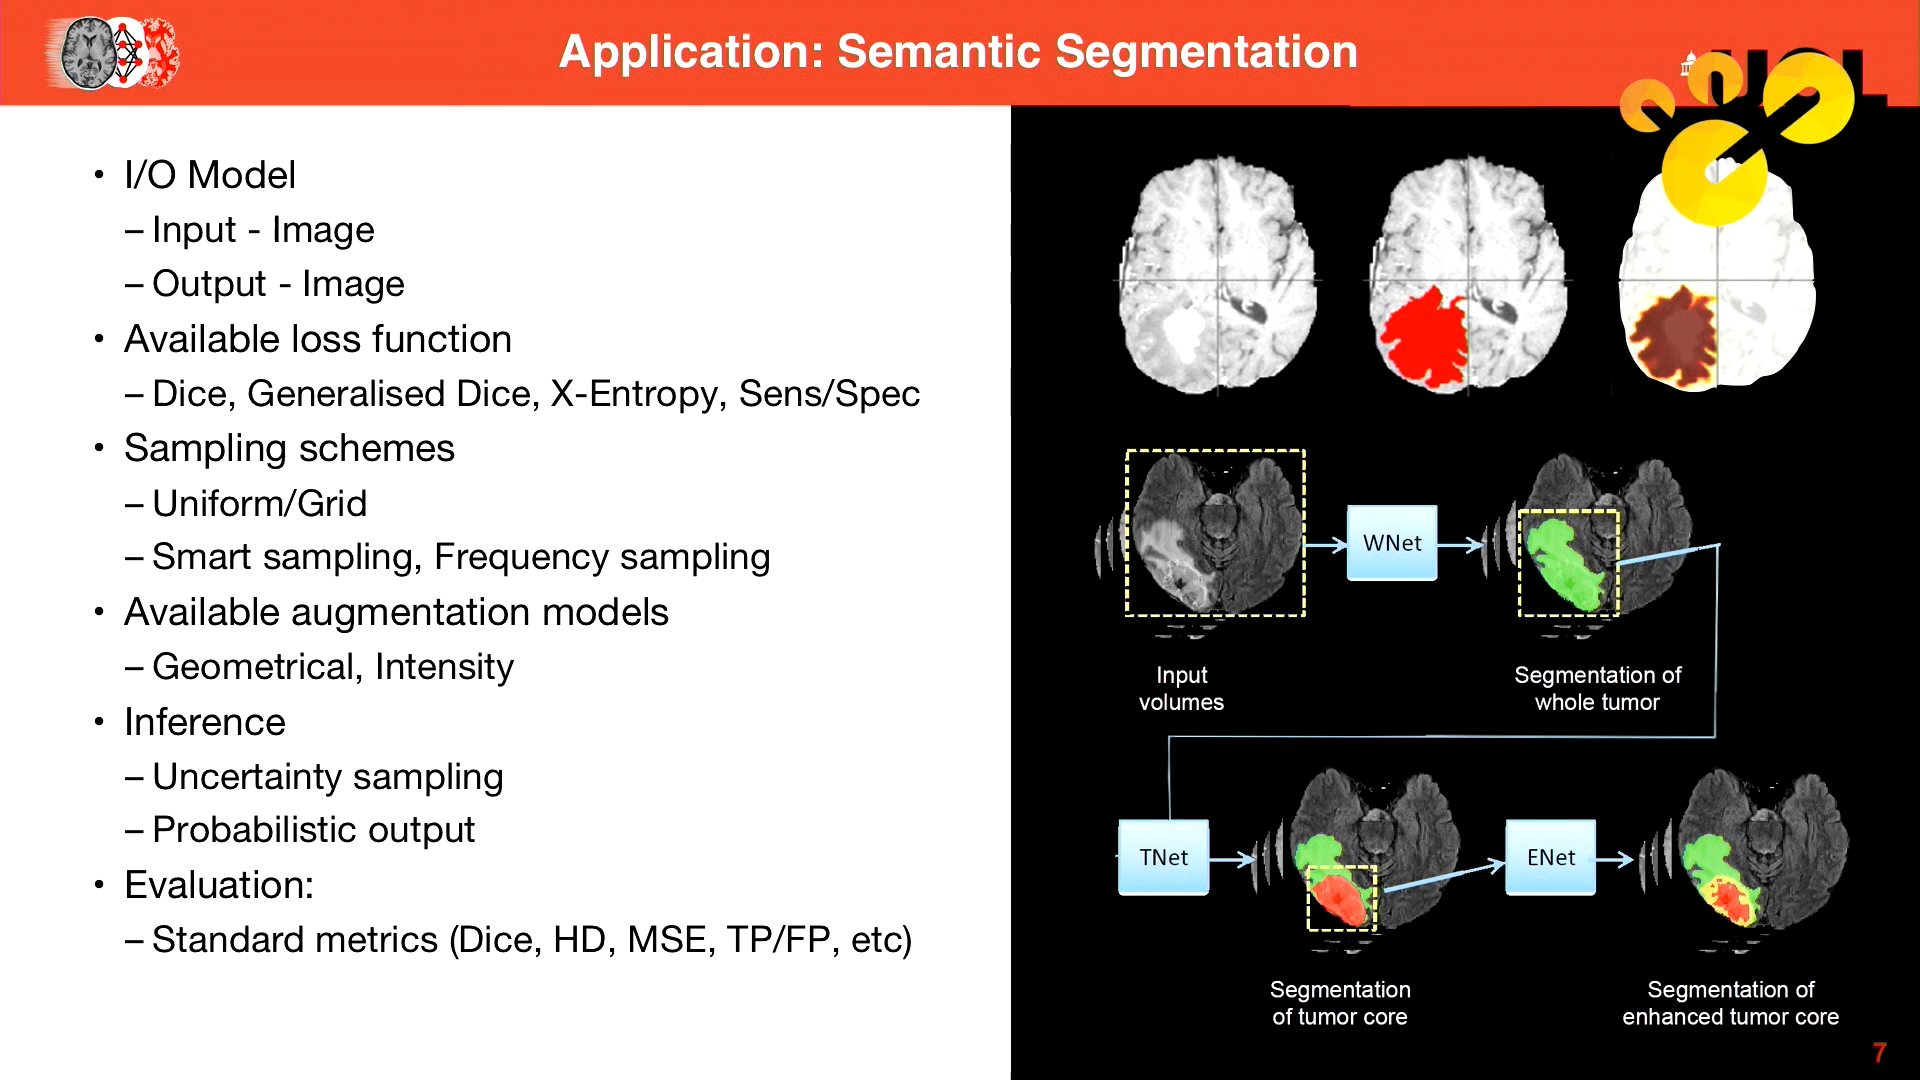 Application: Semantic Segmentation
• I/O Model
– Input - Image
– Output - Image
• Available loss function
– Dice, Generalised Dice, X-Entropy, Sens/Spec
• Sampling schemes
– Uniform/Grid
– Smart sampling, Frequency sampling
• Available augmentation models
– Geometrical, Intensity
• Inference
– Uncertainty sampling
– Probabilistic output
• Evaluation:
– Standard metrics (Dice, HD, MSE, TP/FP, etc)
WNet
Input
volumes
Segmentation of
whole tumor
TNet
ENet
Segmentation
of tumor core
Segmentation of
enhanced tumor core
7